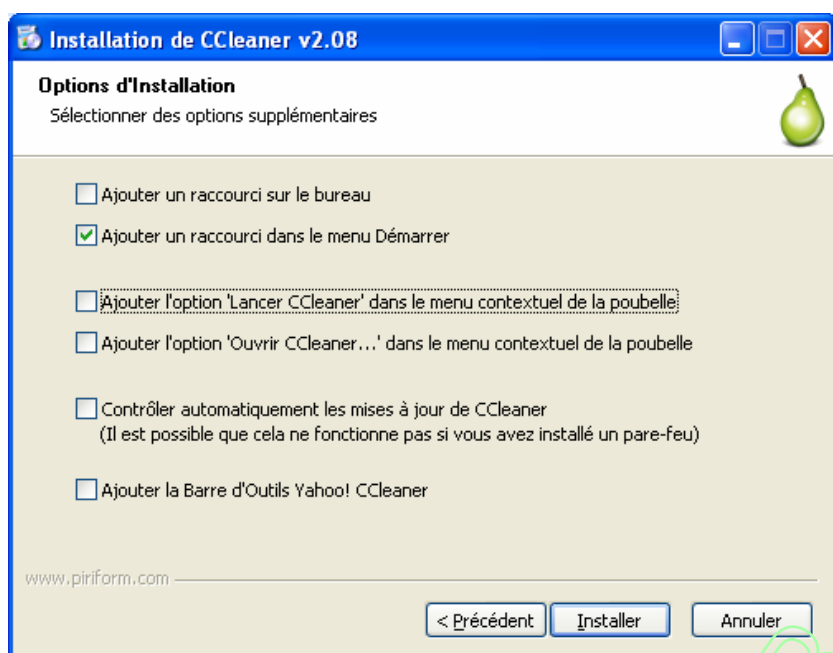 Installation de CCleaner v2.08
Options d'Installation
Sélectionner des options supplémentaires
Ajouter un raccourci sur le bureau
Ajouter un raccourci dans le menu Démarrer
Ajouter l'option 'Lancer CCleaner' dans le menu contextuel de la poubelle
Ajouter l'option 'Ouvrir CCleaner...' dans le menu contextuel de la poubelle
Contrôler automatiquement les mises à jour de CCleaner
(Il est possible que cela ne fonctionne pas si vous avez installé un pare-feu)
Ajouter la Barre d'Outils Yahoo! CCleaner
www.piriform.com
< Précédent Installer Annuler